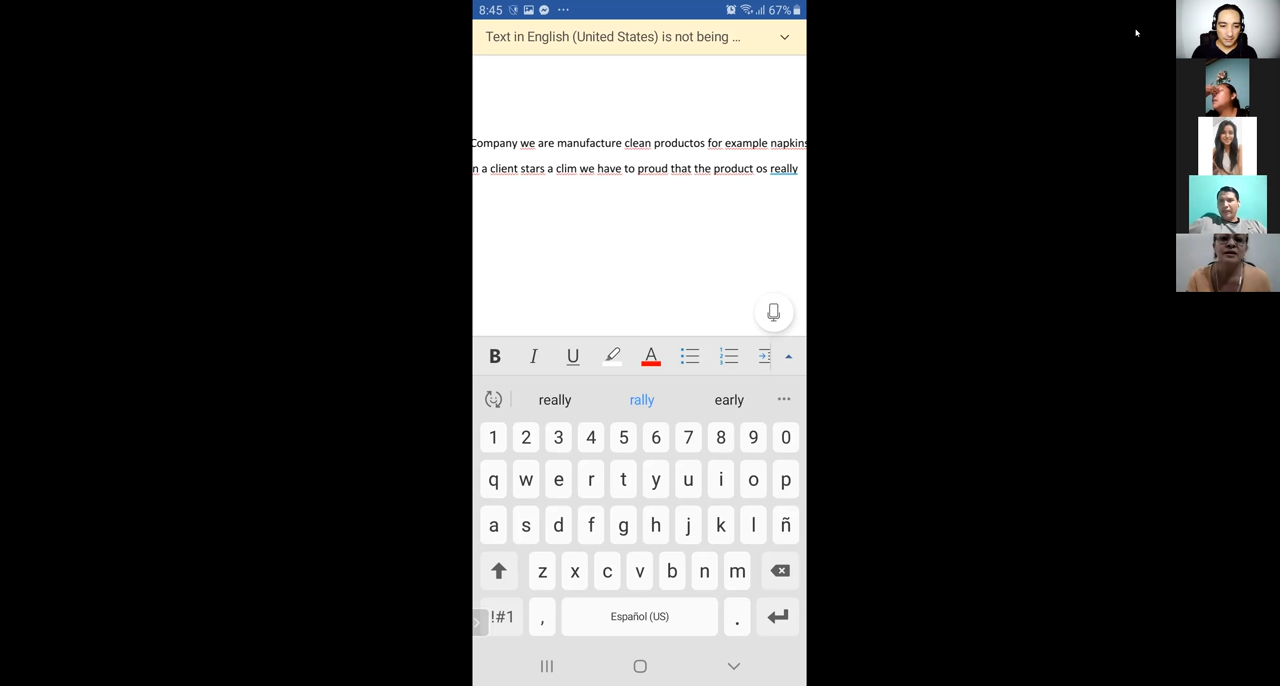 8:45 67%
Text in English (United States) is not being ...
Company we are manufacture clean productos for example napkins
n a client stars a clim we have to proud that the product os really
B I U A
really rally early
1 2 3 4 5 6 7 8 9 0
q w e r t y u i o p
a s d f g h j k l ñ
z x c v b n m
!#1 , Español (US) .